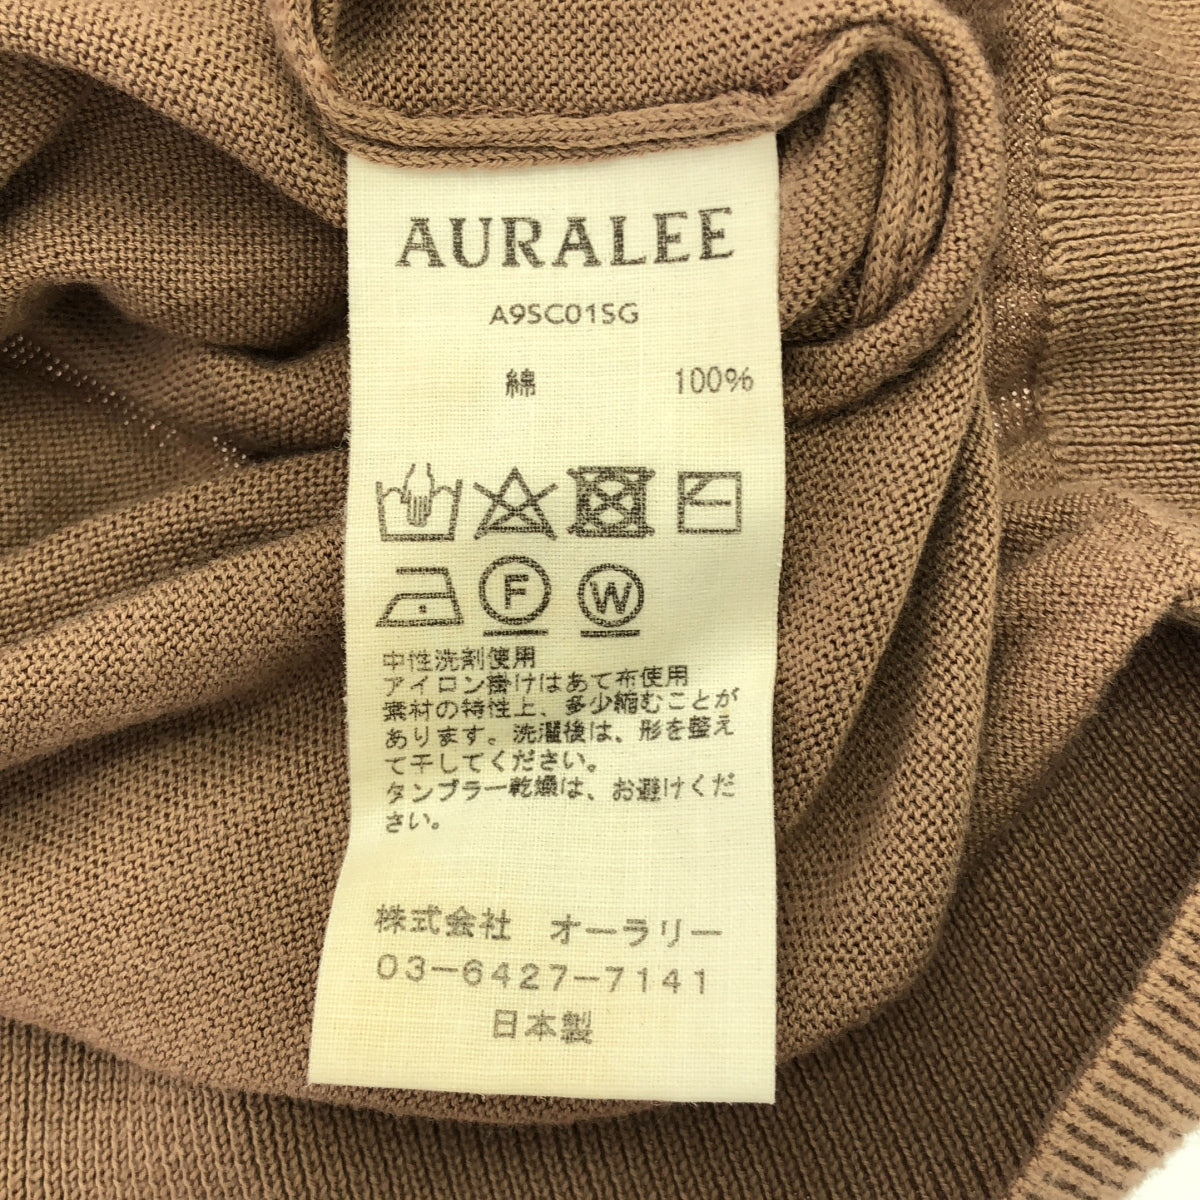 AURALEE
A9SC01SG
綿 100%
F W
中性洗剤使用
アイロン掛けはあて布使用
素材の特性上、多少縮むことが
あります。洗濯後は、形を整え
て干してください。
タンブラー乾燥は、お避けくだ
さい。
株式会社 オーラリー
03-6427-7141
日本製